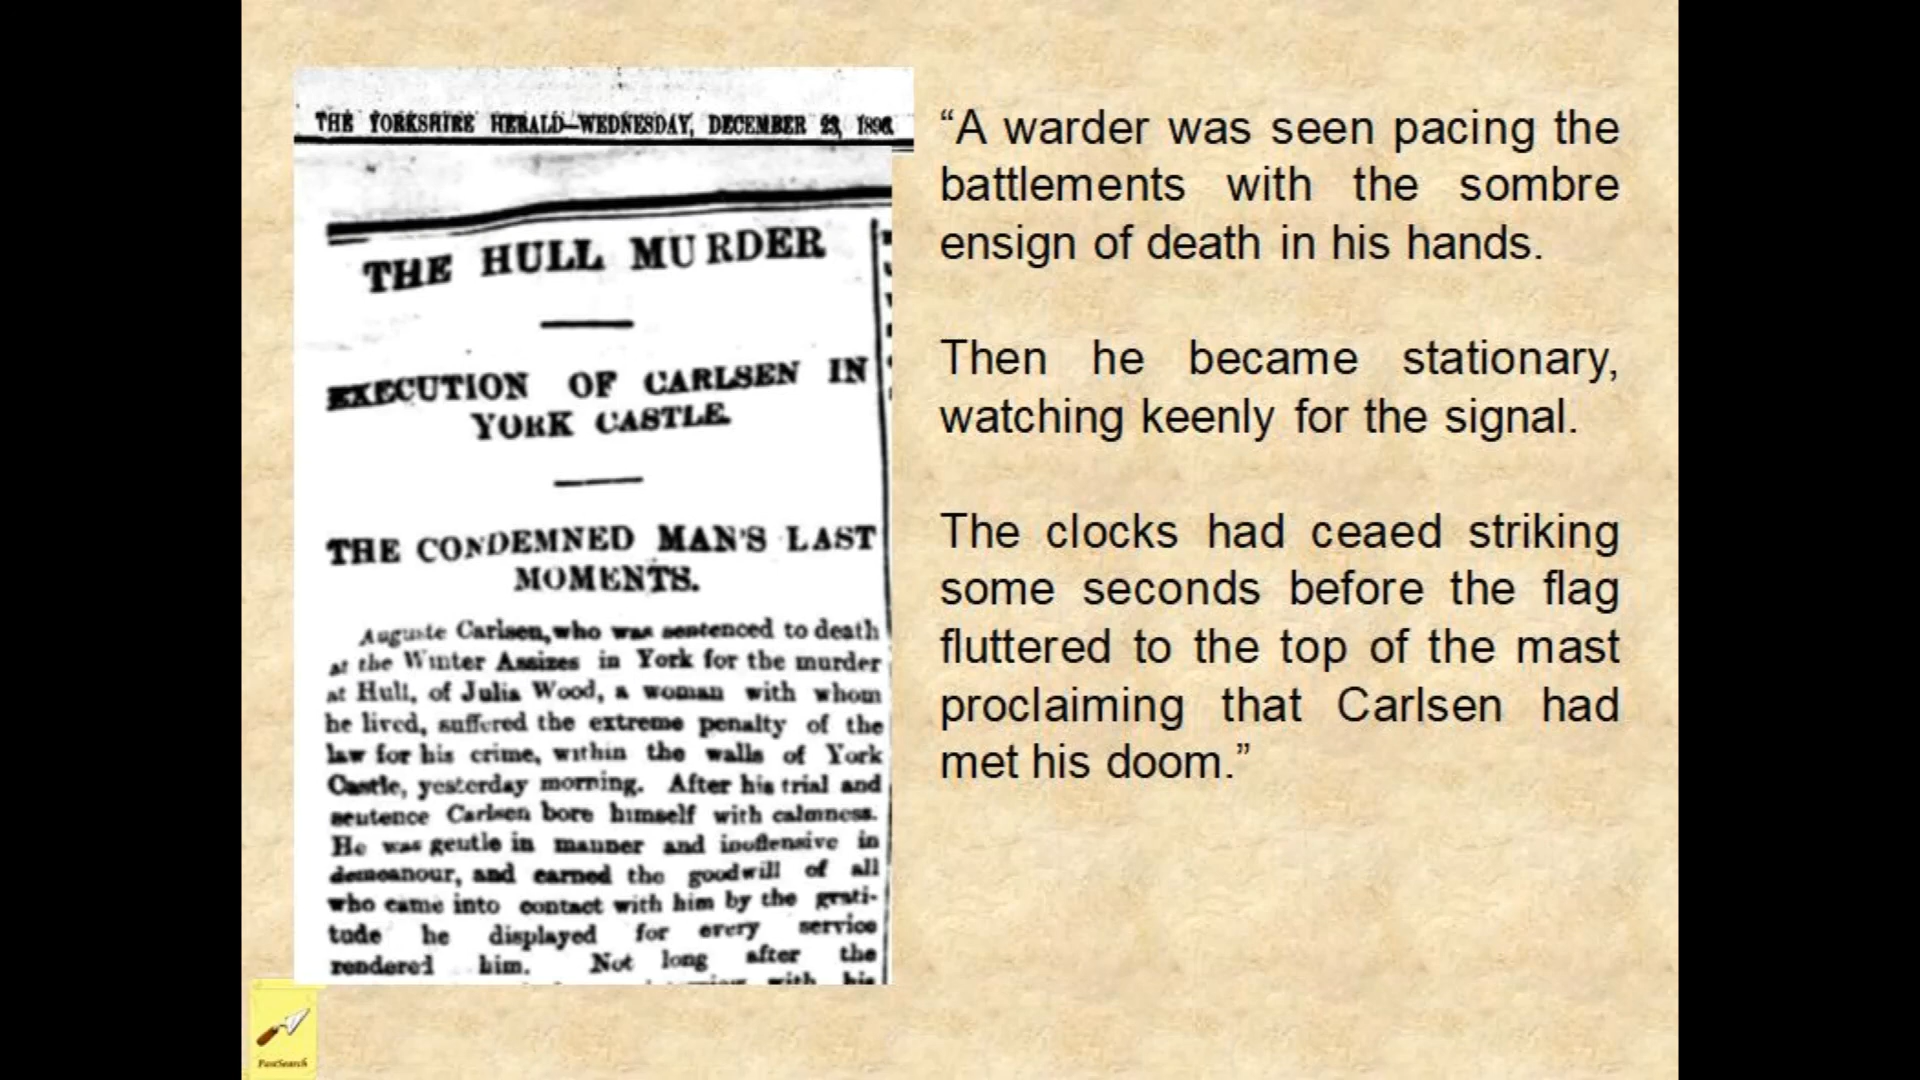 THE YORKSHIRE HERALD—WEDNESDAY, DECEMBER 23, 1896.
THE HULL MURDER
EXECUTION OF CARLSEN IN
YORK CASTLE.
THE CONDEMNED MAN'S LAST
MOMENTS.
Auguste Carlsen, who was sentenced to death
at the Winter Assizes in York for the murder
at Hull, of Julia Wood, a woman with whom
he lived, suffered the extreme penalty of the
law for his crime, within the walls of York
Castle, yesterday morning. After his trial and
sentence Carlsen bore himself with calmness.
He was gentle in manner and inoffensive in
demeanour, and earned the goodwill of all
who came into contact with him by the grati-
tude he displayed for every service
rendered him. Not long after the
with his
“A warder was seen pacing the
battlements with the sombre
ensign of death in his hands.
Then he became stationary,
watching keenly for the signal.
The clocks had ceaed striking
some seconds before the flag
fluttered to the top of the mast
proclaiming that Carlsen had
met his doom.”
PastSearch